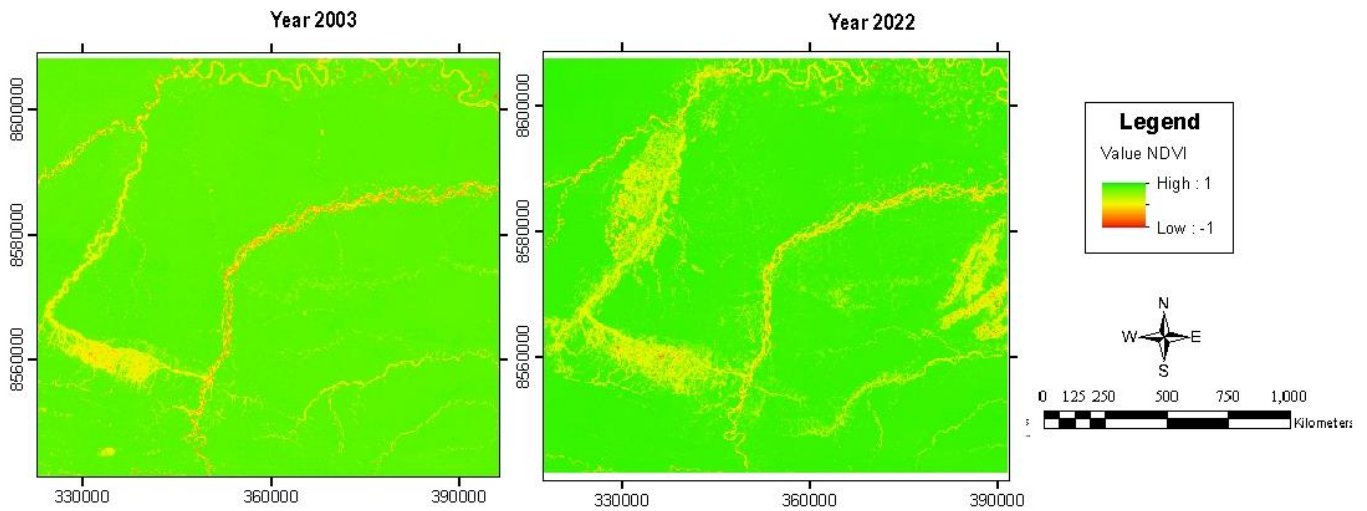 Year 2003
Year 2022
8600000
8580000
8560000
330000
360000
390000
8600000
8580000
8560000
330000
360000
390000
Legend
Value NDVI
High : 1
Low : -1
N
W E
S
0 125 250 500 750 1,000
Kilometers